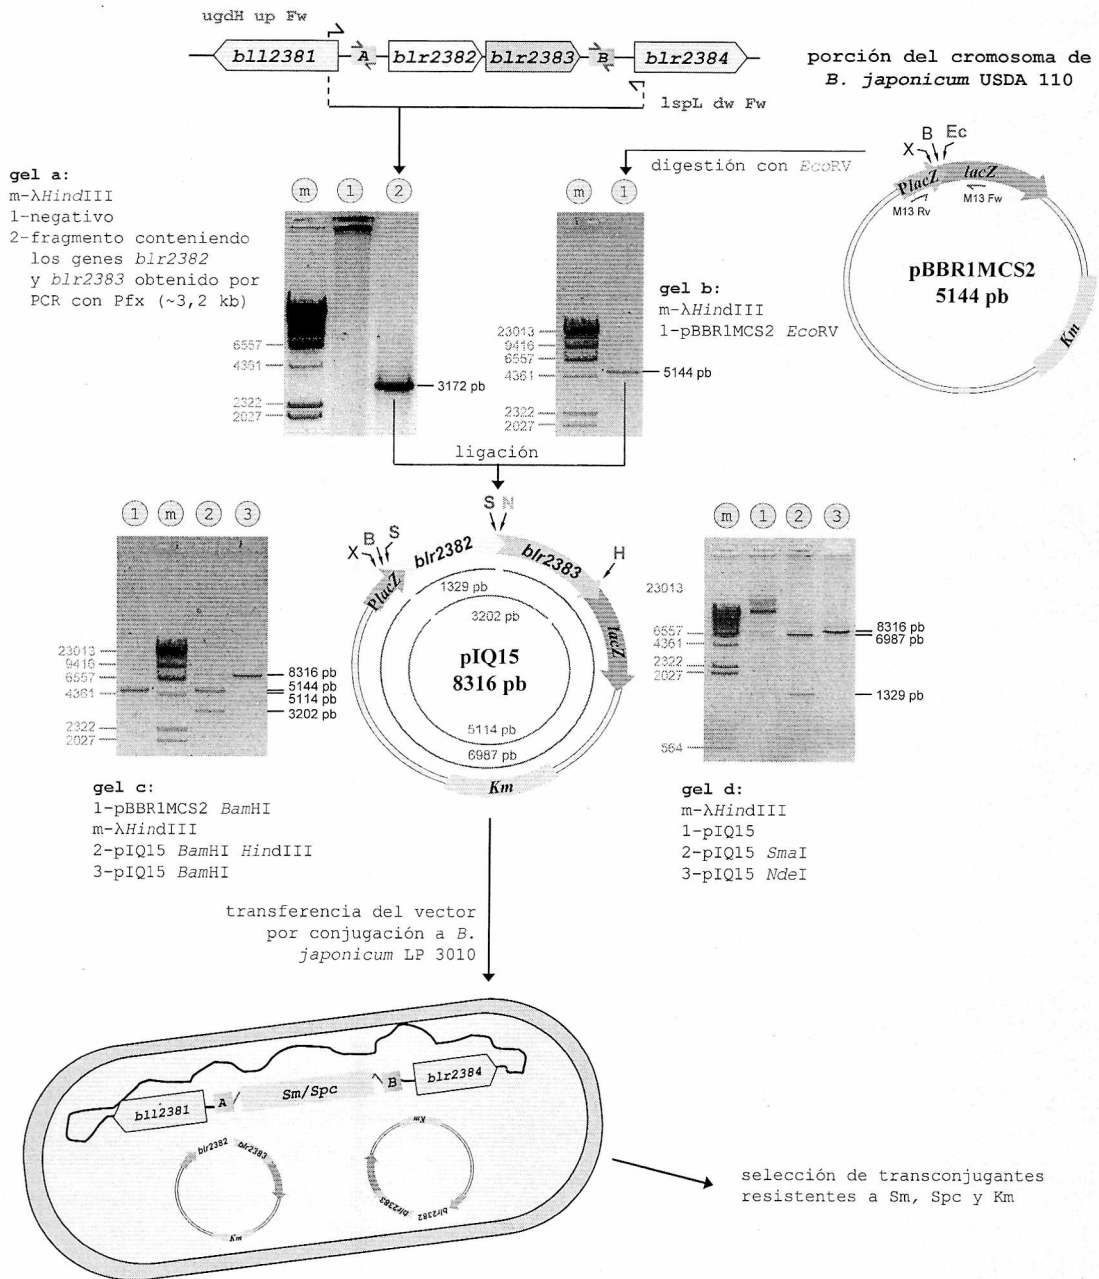 ugdH up Fw
bll2381
A
blr2382
blr2383
B
blr2384
porción del cromosoma de
B. japonicum USDA 110
lspL dw Fw
gel a:
m-λHindIII
1-negativo
2-fragmento conteniendo
los genes blr2382
y blr2383 obtenido por
PCR con Pfx (~3,2 kb)
m 1 2
6557
4361
2322
2027
3172 pb
digestión con EcoRV
m 1
23013
9416
6557
4361
2322
2027
5144 pb
gel b:
m-λHindIII
1-pBBR1MCS2 EcoRV
X B Ec
PlacZ
lacZ
M13 Rv
M13 Fw
pBBR1MCS2
5144 pb
Km
ligación
1 m 2 3
23013
9416
6557
4361
2322
2027
8316 pb
5144 pb
5114 pb
3202 pb
gel c:
1-pBBR1MCS2 BamHI
m-λHindIII
2-pIQ15 BamHI HindIII
3-pIQ15 BamHI
S N
X B S
H
PlacZ
blr2382
blr2383
lacZ
1329 pb
3202 pb
pIQ15
8316 pb
5114 pb
6987 pb
Km
m 1 2 3
23013
6557
4361
2322
2027
564
8316 pb
6987 pb
1329 pb
gel d:
m-λHindIII
1-pIQ15
2-pIQ15 SmaI
3-pIQ15 NdeI
transferencia del vector
por conjugación a B.
japonicum LP 3010
bll2381
A
Sm/Spc
B
blr2384
blr2382
blr2383
Km
Km
blr2383
blr2382
selección de transconjugantes
resistentes a Sm, Spc y Km